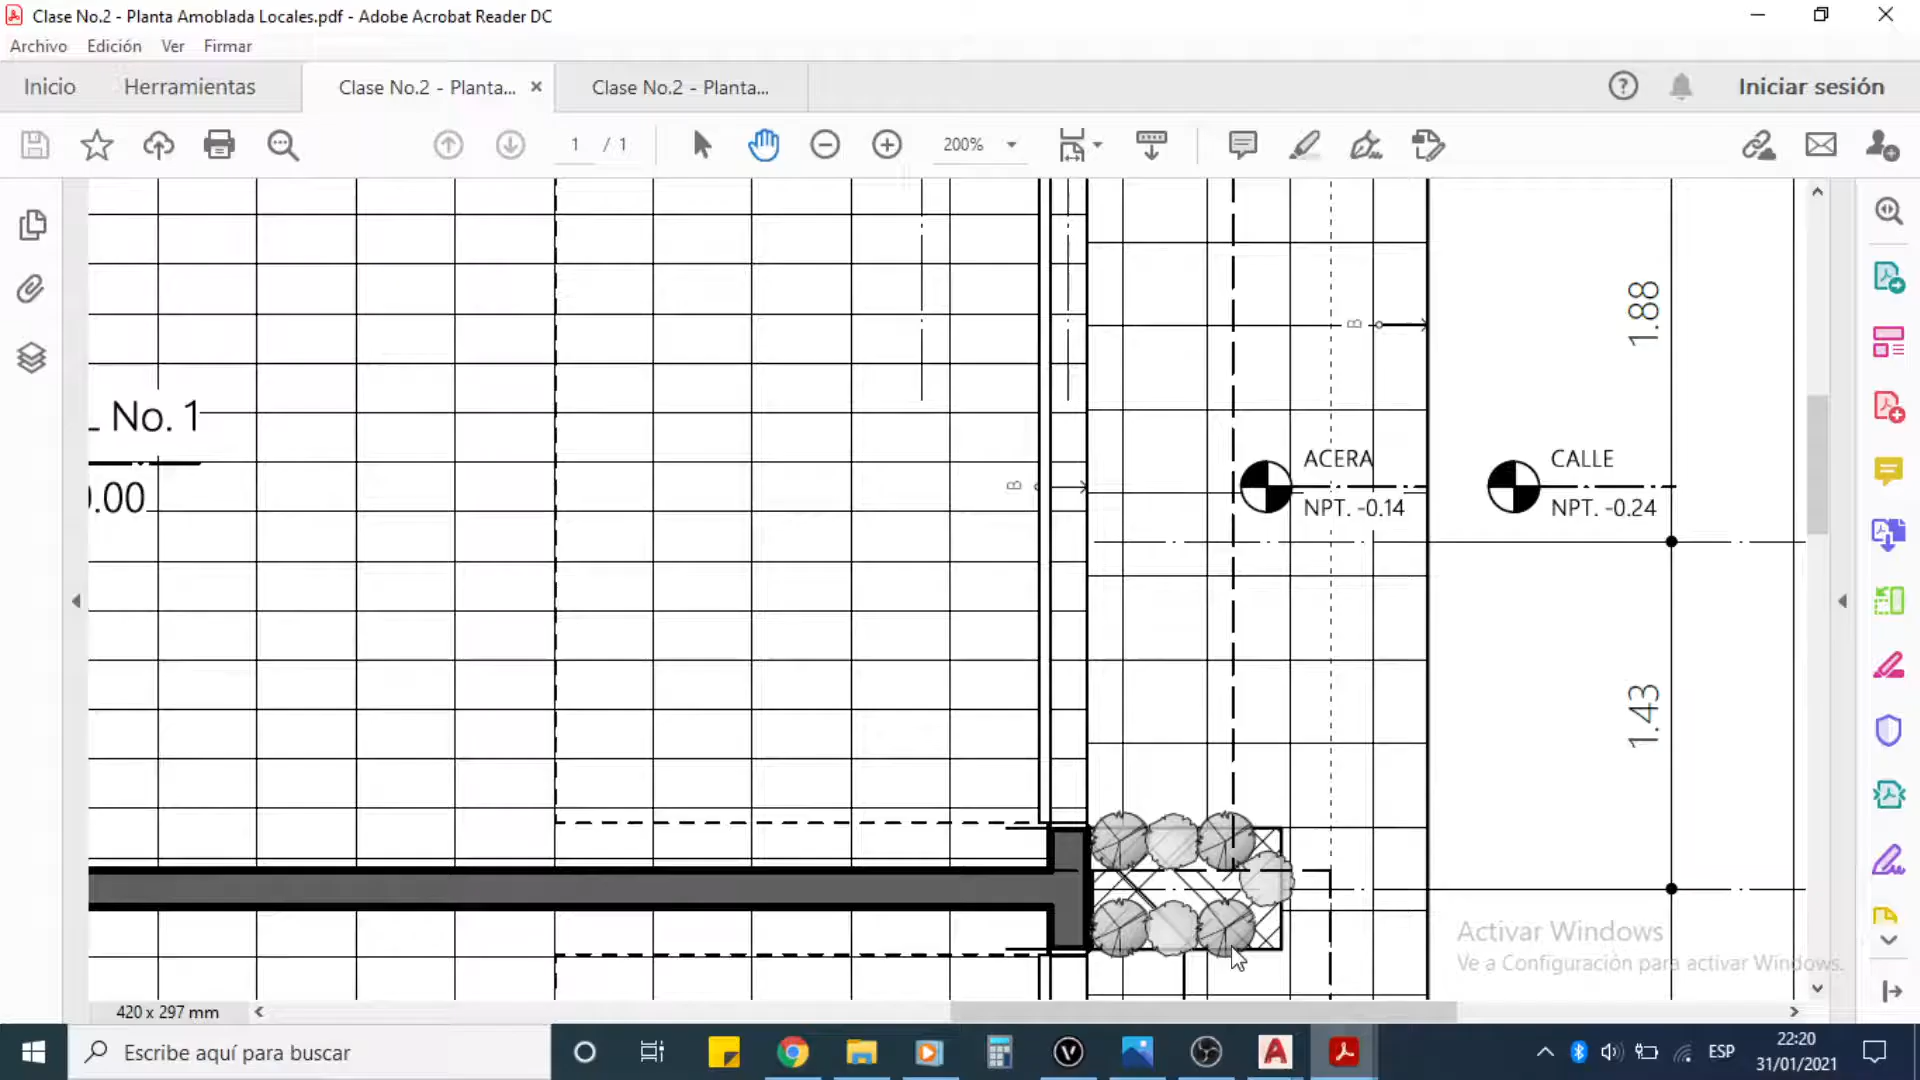 Clase No.2 - Planta Amoblada Locales.pdf - Adobe Acrobat Reader DC
Archivo Edición Ver Firmar
Inicio Herramientas Clase No.2 - Planta... Clase No.2 - Planta... Iniciar sesión
1 / 1 200%
1.88
B
L No. 1
ACERA
CALLE
B
0.00
NPT. -0.14
NPT. -0.24
1.43
Activar Windows
Ve a Configuración para activar Windows.
420 x 297 mm
Escribe aquí para buscar
ESP
22:20
31/01/2021